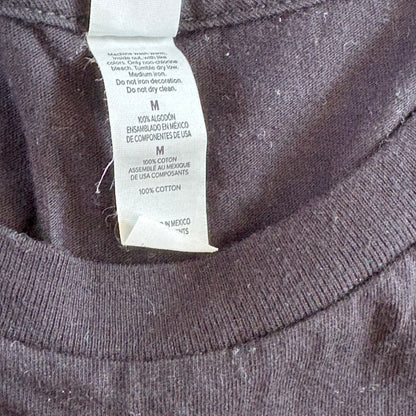 Machine wash warm,
inside out, with like
colors. Only non-chlorine
bleach. Tumble dry low.
Medium iron.
Do not iron decoration.
Do not dry clean.
M
100% ALGODÓN
ENSAMBLADO EN MÉXICO
DE COMPONENTES DE USA
M
100% COTON
ASSEMBLÉ AU MEXIQUE
DE USA COMPOSANTS
100% COTTON
IN MEXICO